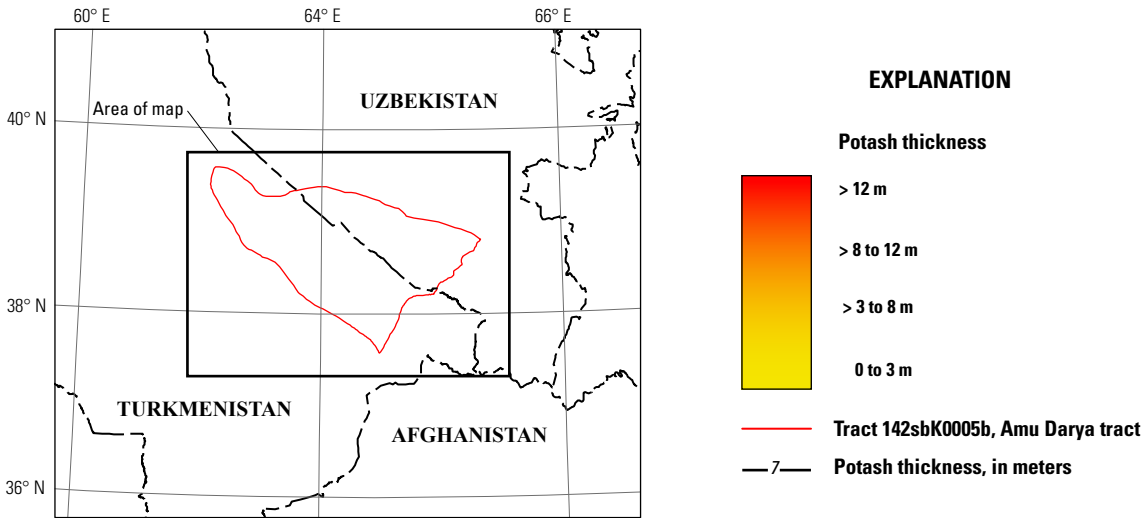 60° E
64° E
66° E
Area of map
UZBEKISTAN
40° N
38° N
TURKMENISTAN
AFGHANISTAN
36° N
EXPLANATION
Potash thickness
> 12 m
> 8 to 12 m
> 3 to 8 m
0 to 3 m
Tract 142sbK0005b, Amu Darya tract
7
Potash thickness, in meters